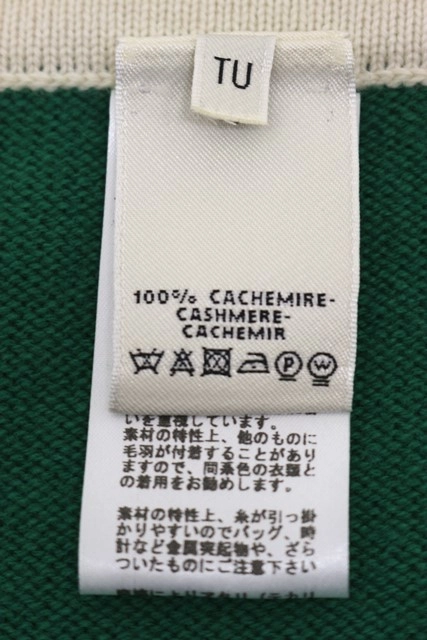 TU
100% CACHEMIRE-
CASHMERE-
CACHEMIR
P W
いを重視しています。
素材の特性上、他のものに
毛羽が付着することがあり
ますので、同系色の衣類と
の着用をお勧めします。
素材の特性上、糸が引っ掛
かりやすいのでバッグ、時
計など金属突起物や、ざら
ついたものにご注意下さい